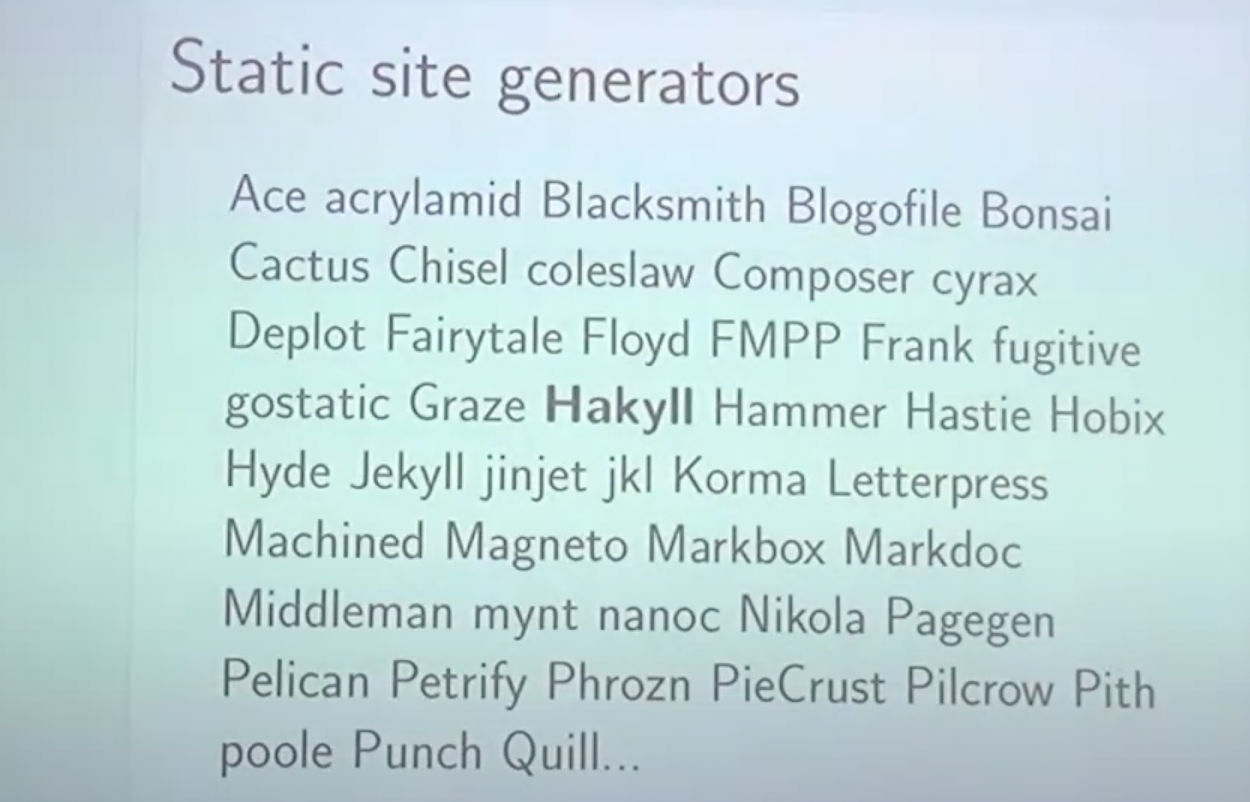 Static site generators
Ace acrylamid Blacksmith Blogofile Bonsai
Cactus Chisel coleslaw Composer cyrax
Deplot Fairytale Floyd FMPP Frank fugitive
gostatic Graze Hakyll Hammer Hastie Hobix
Hyde Jekyll jinjet jkl Korma Letterpress
Machined Magneto Markbox Markdoc
Middleman mynt nanoc Nikola Pagegen
Pelican Petrify Phrozn PieCrust Pilcrow Pith
poole Punch Quill...